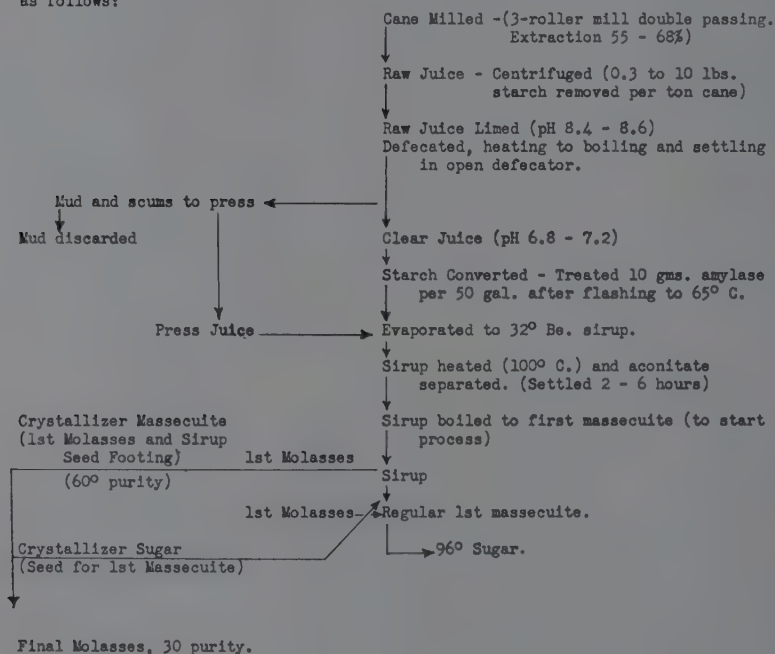 as follows:
Cane Milled -(3-roller mill double passing.
Extraction 55 - 68%)
Raw Juice - Centrifuged (0.3 to 10 lbs.
starch removed per ton cane)
Raw Juice Limed (pH 8.4 - 8.6)
Defecated, heating to boiling and settling
in open defecator.
Mud and scums to press
Mud discarded
Clear Juice (pH 6.8 - 7.2)
Starch Converted - Treated 10 gms. amylase
per 50 gal. after flashing to 65° C.
Press Juice
Evaporated to 32° Be. sirup.
Sirup heated (100° C.) and aconitate
separated. (Settled 2 - 6 hours)
Crystallizer Massecuite
(1st Molasses and Sirup
Seed Footing)
(60° purity)
Sirup boiled to first massecuite (to start
process)
1st Molasses
Sirup
1st Molasses
Regular 1st massecuite.
Crystallizer Sugar
(Seed for 1st Massecuite)
96° Sugar.
Final Molasses, 30 purity.